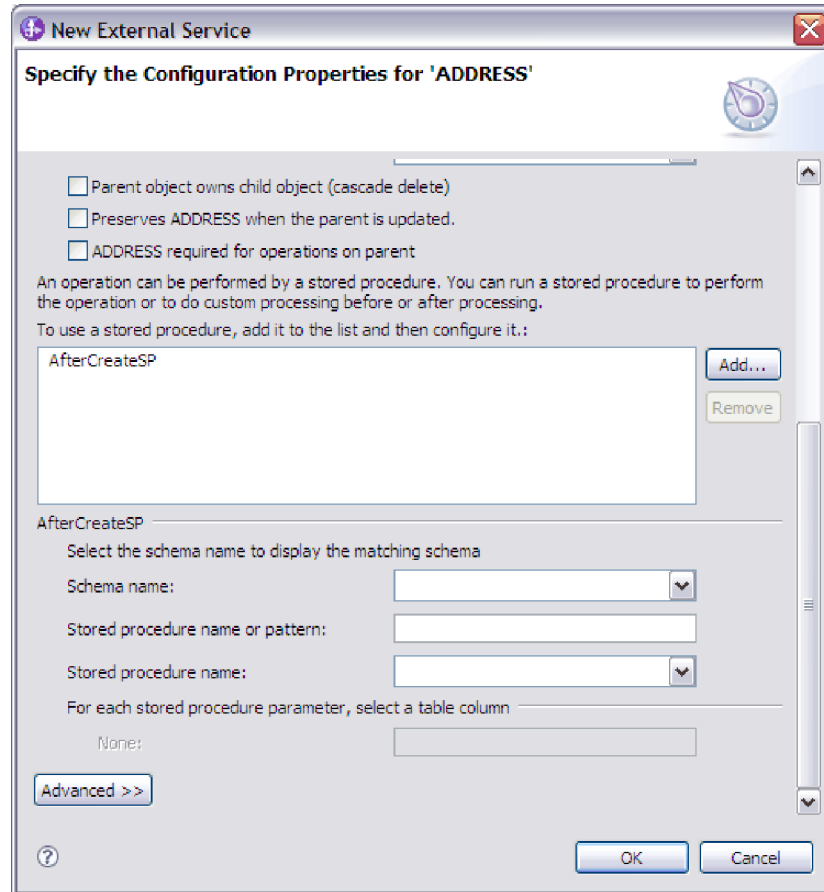 New External Service
Specify the Configuration Properties for 'ADDRESS'
Parent object owns child object (cascade delete)
Preserves ADDRESS when the parent is updated.
ADDRESS required for operations on parent
An operation can be performed by a stored procedure. You can run a stored procedure to perform
the operation or to do custom processing before or after processing.
To use a stored procedure, add it to the list and then configure it.:
AfterCreateSP
Add...
Remove
AfterCreateSP
Select the schema name to display the matching schema
Schema name:
Stored procedure name or pattern:
Stored procedure name:
For each stored procedure parameter, select a table column
None:
Advanced >>
?
OK
Cancel